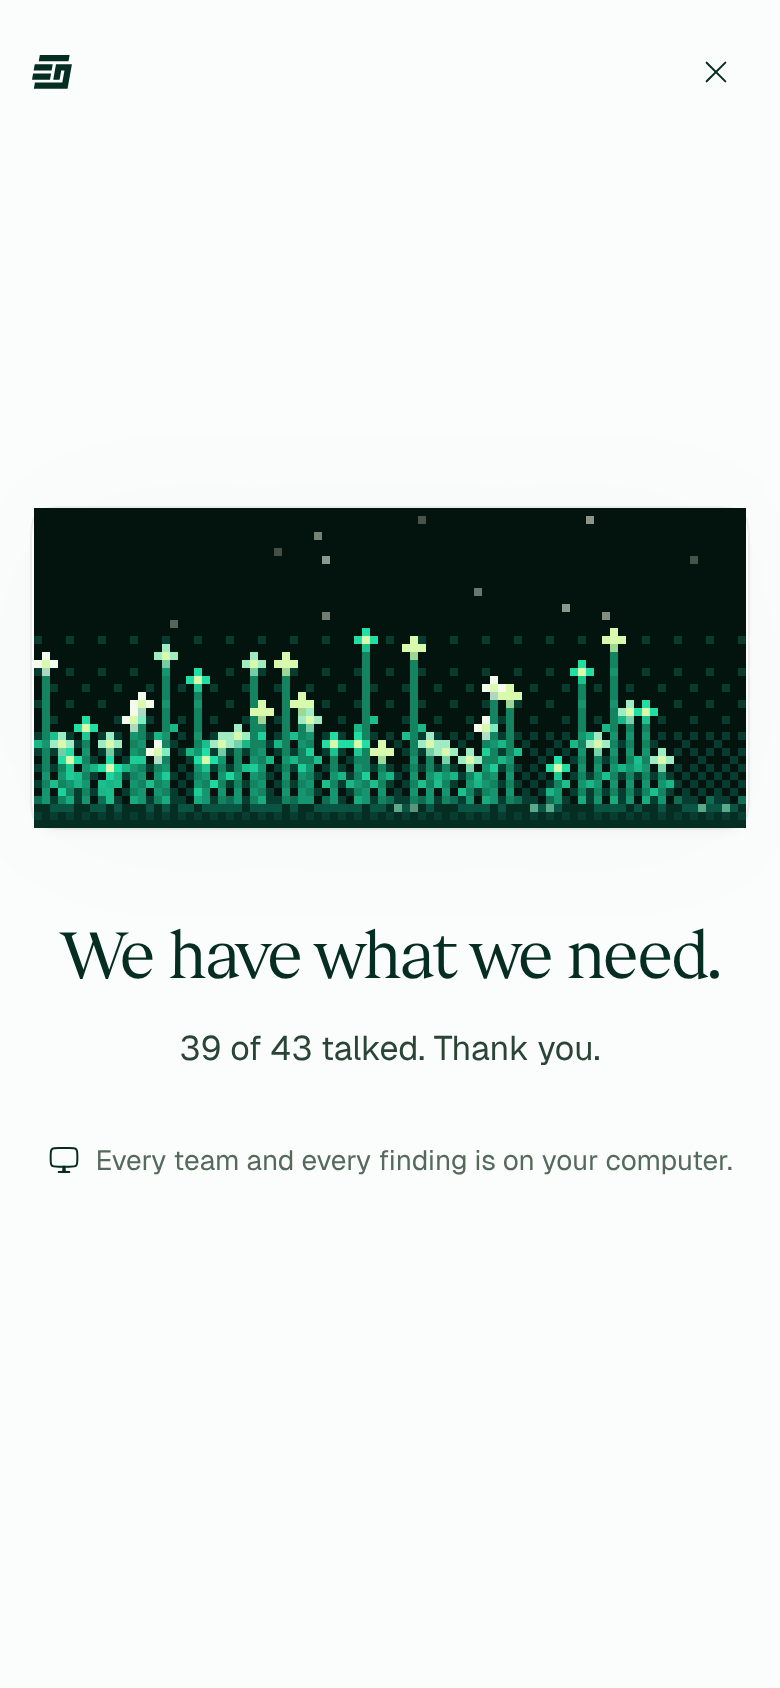 We have what we need.
39 of 43 talked. Thank you.
Every team and every finding is on your computer.